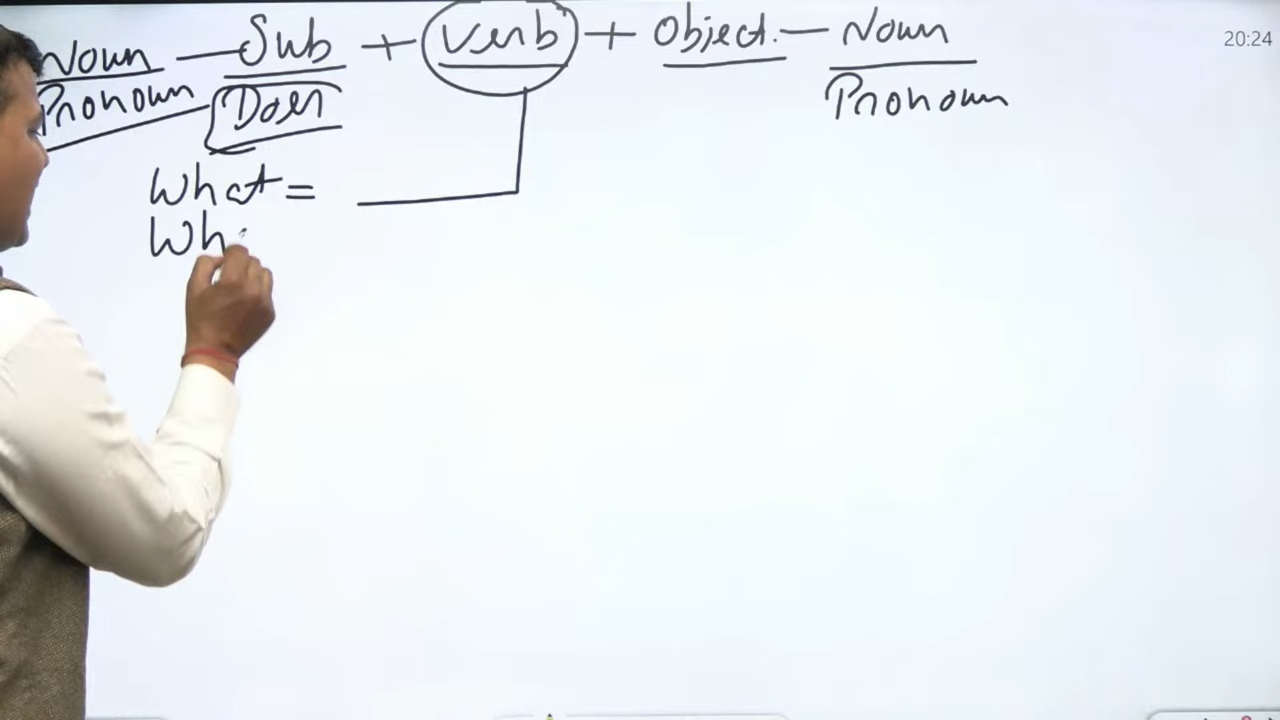 Noun — Sub + Verb + Object. — Noun
Pronoun Doer Pronoun
What =
Wh
20:24